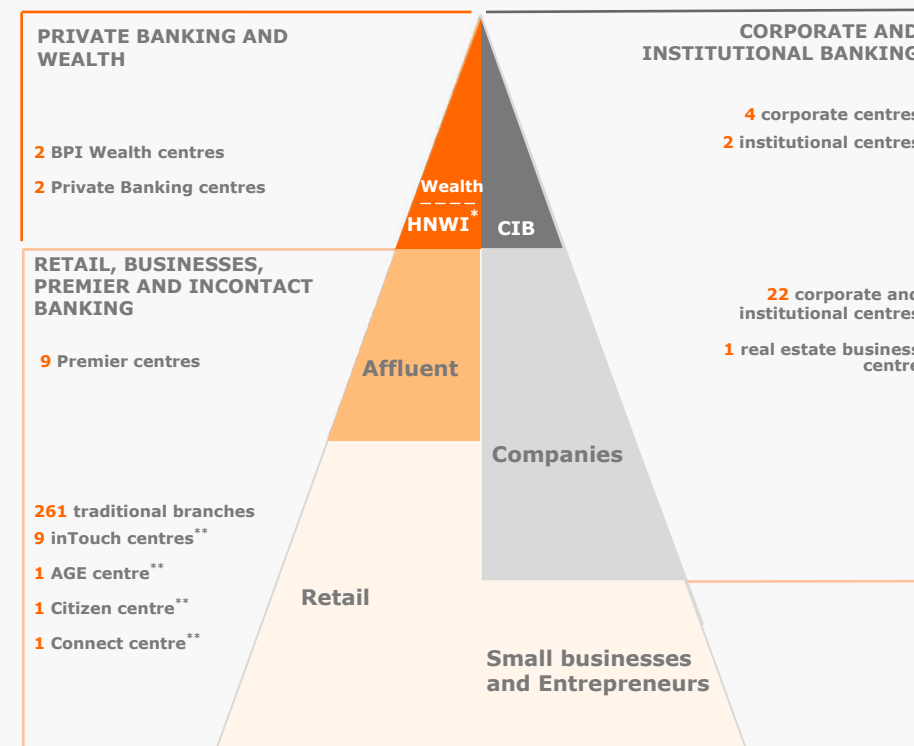 PRIVATE BANKING AND
WEALTH
2 BPI Wealth centres
2 Private Banking centres
Wealth
HNWI*
CIB
CORPORATE AND
INSTITUTIONAL BANKING
4 corporate centres
2 institutional centres
RETAIL, BUSINESSES,
PREMIER AND INCONTACT
BANKING
9 Premier centres
Affluent
22 corporate and
institutional centres
1 real estate business
centre
Companies
261 traditional branches
9 inTouch centres**
1 AGE centre**
1 Citizen centre**
1 Connect centre**
Retail
Small businesses
and Entrepreneurs